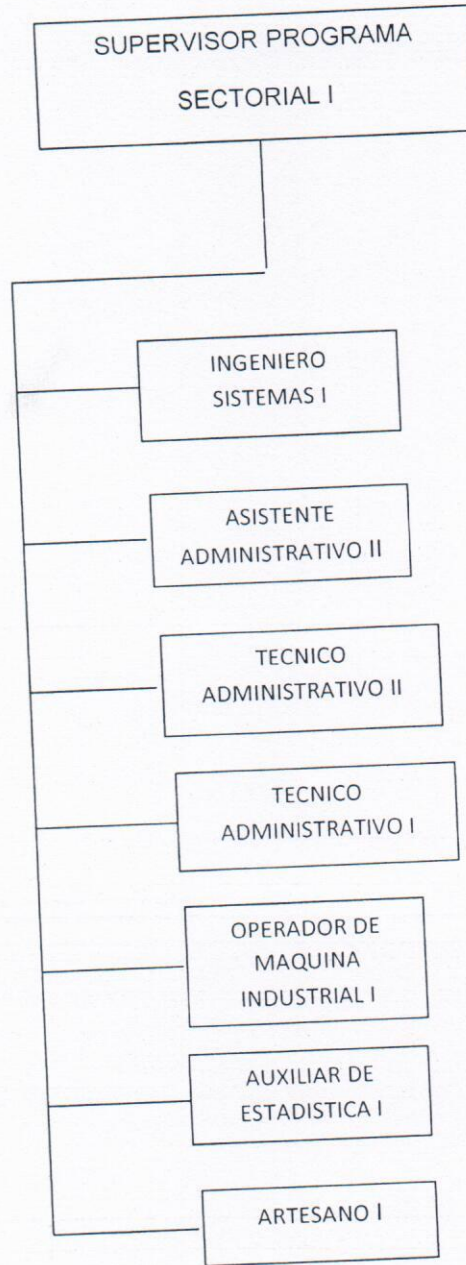 SUPERVISOR PROGRAMA
SECTORIAL I
INGENIERO
SISTEMAS I
ASISTENTE
ADMINISTRATIVO II
TECNICO
ADMINISTRATIVO II
TECNICO
ADMINISTRATIVO I
OPERADOR DE
MAQUINA
INDUSTRIAL I
AUXILIAR DE
ESTADISTICA I
ARTESANO I